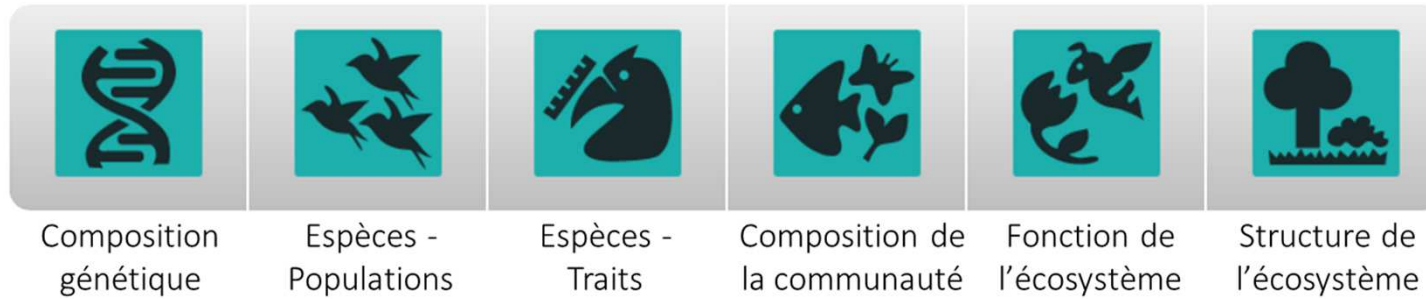 Composition génétique
Espèces - Populations
Espèces - Traits
Composition de la communauté
Fonction de l’écosystème
Structure de l’écosystème